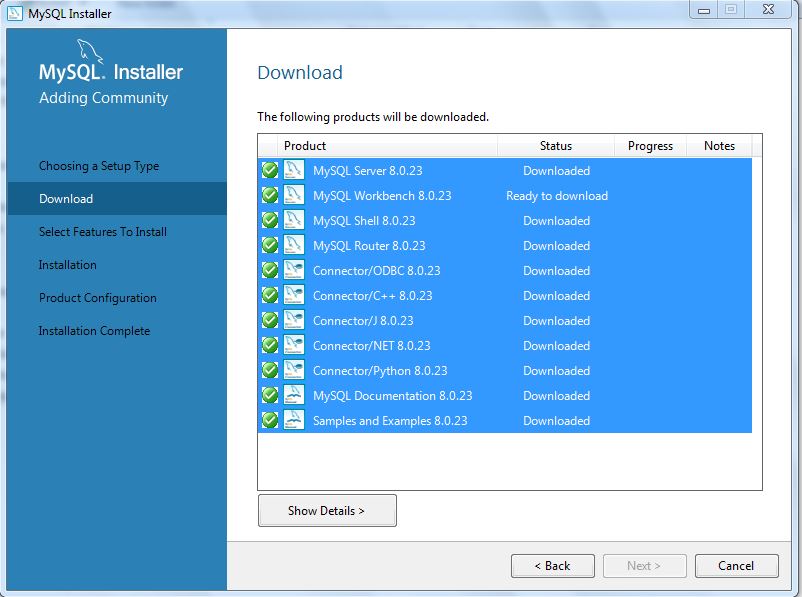 MySQL Installer
MySQL. Installer
Adding Community
Choosing a Setup Type
Download
Select Features To Install
Installation
Product Configuration
Installation Complete
Download
The following products will be downloaded.
Product Status Progress Notes
MySQL Server 8.0.23 Downloaded
MySQL Workbench 8.0.23 Ready to download
MySQL Shell 8.0.23 Downloaded
MySQL Router 8.0.23 Downloaded
Connector/ODBC 8.0.23 Downloaded
Connector/C++ 8.0.23 Downloaded
Connector/J 8.0.23 Downloaded
Connector/NET 8.0.23 Downloaded
Connector/Python 8.0.23 Downloaded
MySQL Documentation 8.0.23 Downloaded
Samples and Examples 8.0.23 Downloaded
Show Details >
< Back Next > Cancel